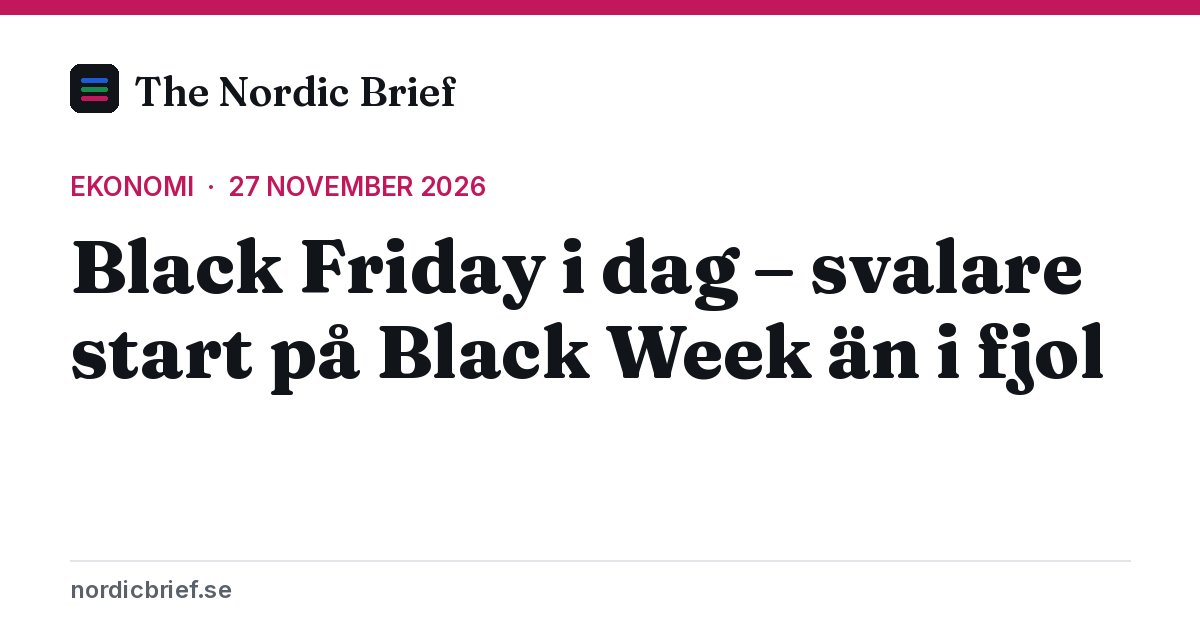 The Nordic Brief
EKONOMI · 27 NOVEMBER 2026
Black Friday i dag – svalare
start på Black Week än i fjol
nordicbrief.se